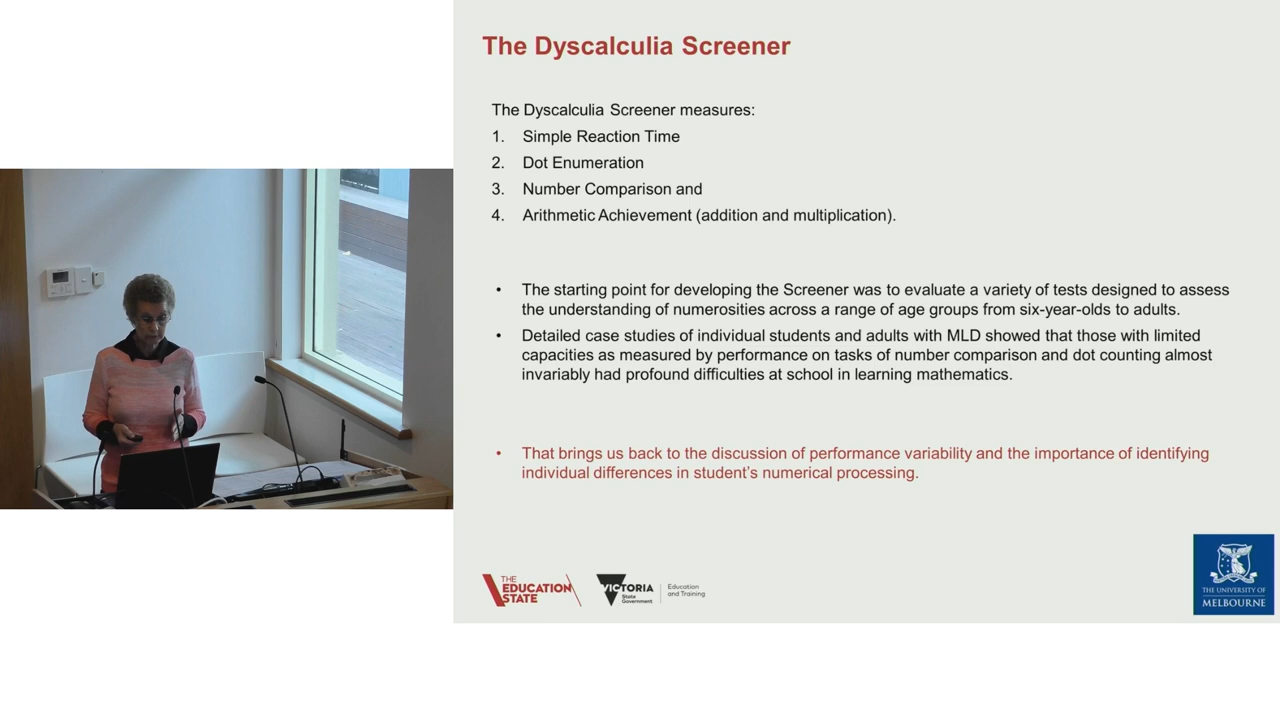 The Dyscalculia Screener
The Dyscalculia Screener measures:
1. Simple Reaction Time
2. Dot Enumeration
3. Number Comparison and
4. Arithmetic Achievement (addition and multiplication).
• The starting point for developing the Screener was to evaluate a variety of tests designed to assess
the understanding of numerosities across a range of age groups from six-year-olds to adults.
• Detailed case studies of individual students and adults with MLD showed that those with limited
capacities as measured by performance on tasks of number comparison and dot counting almost
invariably had profound difficulties at school in learning mathematics.
• That brings us back to the discussion of performance variability and the importance of identifying
individual differences in student's numerical processing.
THE
EDUCATION
STATE
VICTORIA
State
Government
Education
and Training
THE UNIVERSITY OF
MELBOURNE